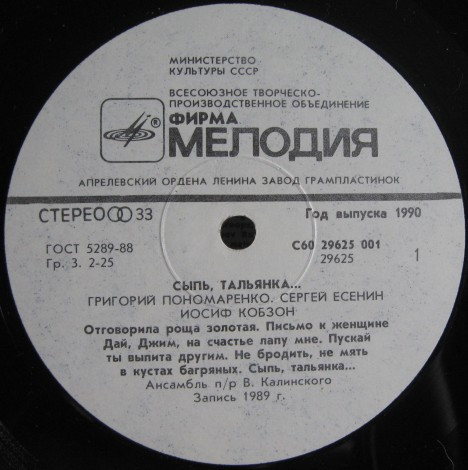 МИНИСТЕРСТВО
КУЛЬТУРЫ СССР
ВСЕСОЮЗНОЕ ТВОРЧЕСКО-
ПРОИЗВОДСТВЕННОЕ ОБЪЕДИНЕНИЕ
ФИРМА
® МЕЛОДИЯ
АПРЕЛЕВСКИЙ ОРДЕНА ЛЕНИНА ЗАВОД ГРАМПЛАСТИНОК
СТЕРЕО 33 Год выпуска 1990
ГОСТ 5289-88 С60 29625 001
Гр. 3. 2-25 29625 1
СЫПЬ, ТАЛЬЯНКА...
ГРИГОРИЙ ПОНОМАРЕНКО. СЕРГЕЙ ЕСЕНИН
ИОСИФ КОБЗОН
Отговорила роща золотая. Письмо к женщине
Дай, Джим, на счастье лапу мне. Пускай
ты выпита другим. Не бродить, не мять
в кустах багряных. Сыпь, тальянка...
Ансамбль п/р В. Калинского
Запись 1989 г.